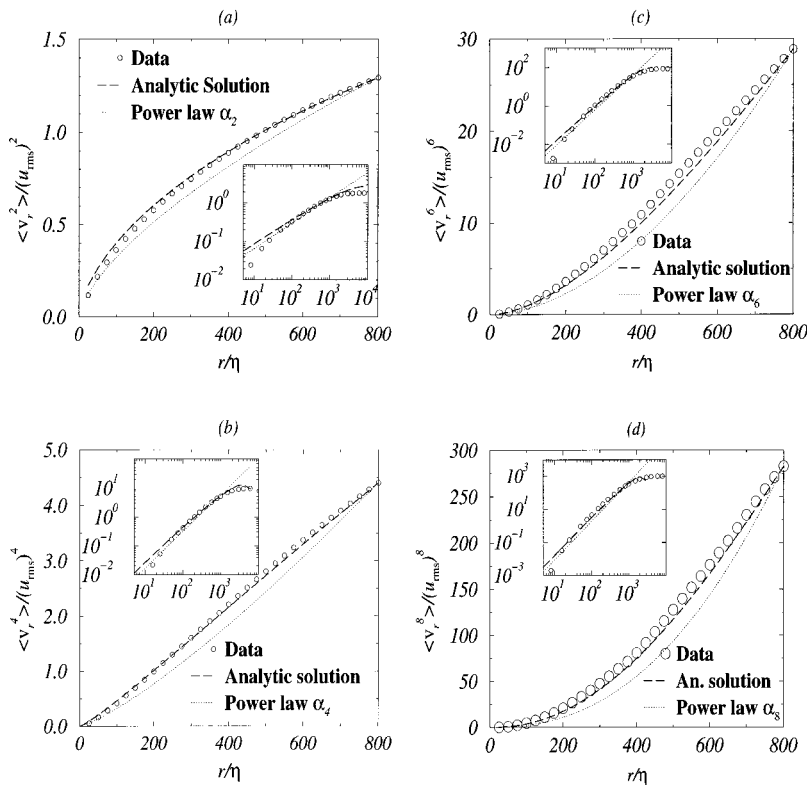 (a)
<v_r^2>/(u_rms)^2
2.0
1.5
1.0
0.5
0.0
Data
Analytic Solution
Power law α_2
10^0
10^-1
10^-2
10^1 10^2 10^3 10^4
0 200 400 600 800
r/η
(c)
<v_r^6>/(u_rms)^6
30
20
10
0
10^2
10^0
10^-2
10^1 10^2 10^3
Data
Analytic solution
Power law α_6
0 200 400 600 800
r/η
(b)
<v_r^4>/(u_rms)^4
5.0
4.0
3.0
2.0
1.0
0.0
10^1
10^0
10^-1
10^-2
10^1 10^2 10^3
Data
Analytic solution
Power law α_4
0 200 400 600 800
r/η
(d)
<v_r^8>/(u_rms)^8
300
250
200
150
100
50
0
10^3
10^1
10^-1
10^-3
10^1 10^2 10^3
Data
An. solution
Power law α_8
0 200 400 600 800
r/η